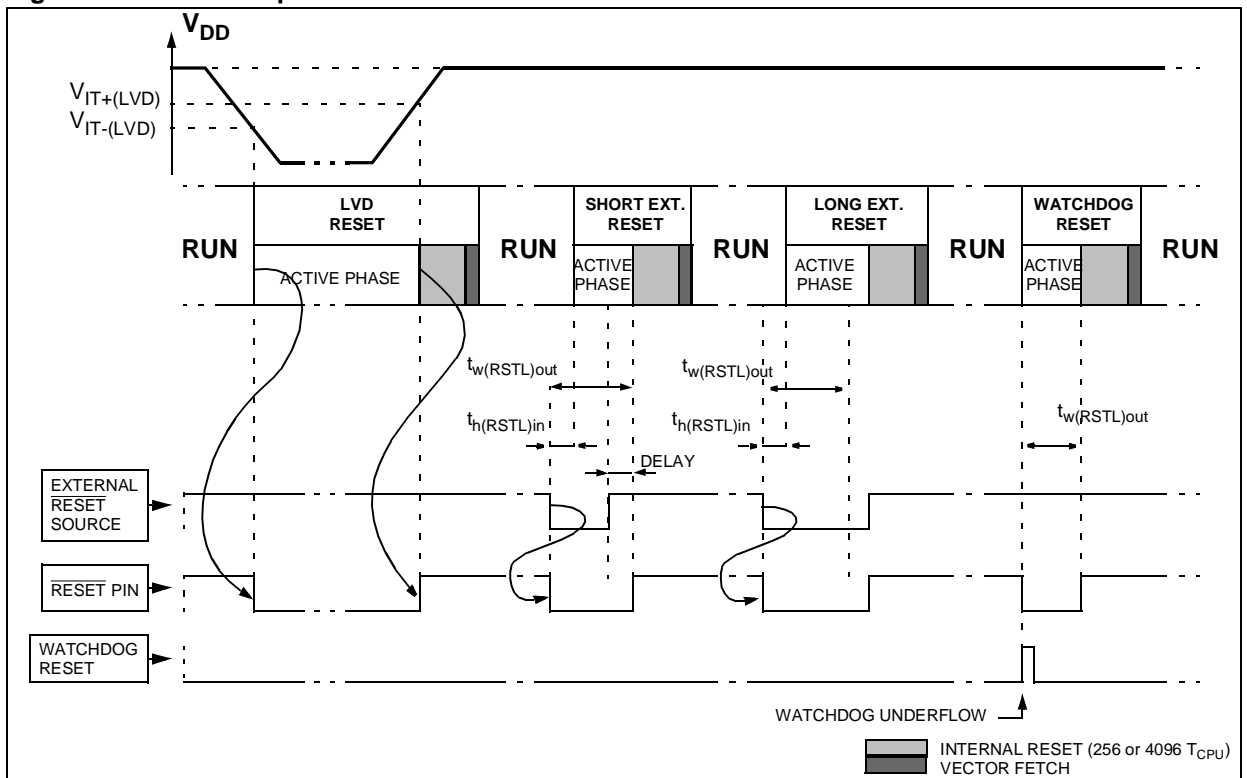 VDD
VIT+(LVD)
VIT-(LVD)
LVD
RESET
SHORT EXT.
RESET
LONG EXT.
RESET
WATCHDOG
RESET
RUN
RUN
RUN
RUN
RUN
ACTIVE PHASE
ACTIVE
PHASE
ACTIVE
PHASE
ACTIVE
PHASE
tw(RSTL)out
tw(RSTL)out
tw(RSTL)out
th(RSTL)in
th(RSTL)in
DELAY
EXTERNAL
RESET
SOURCE
RESET PIN
WATCHDOG
RESET
WATCHDOG UNDERFLOW
INTERNAL RESET (256 or 4096 TCPU)
VECTOR FETCH